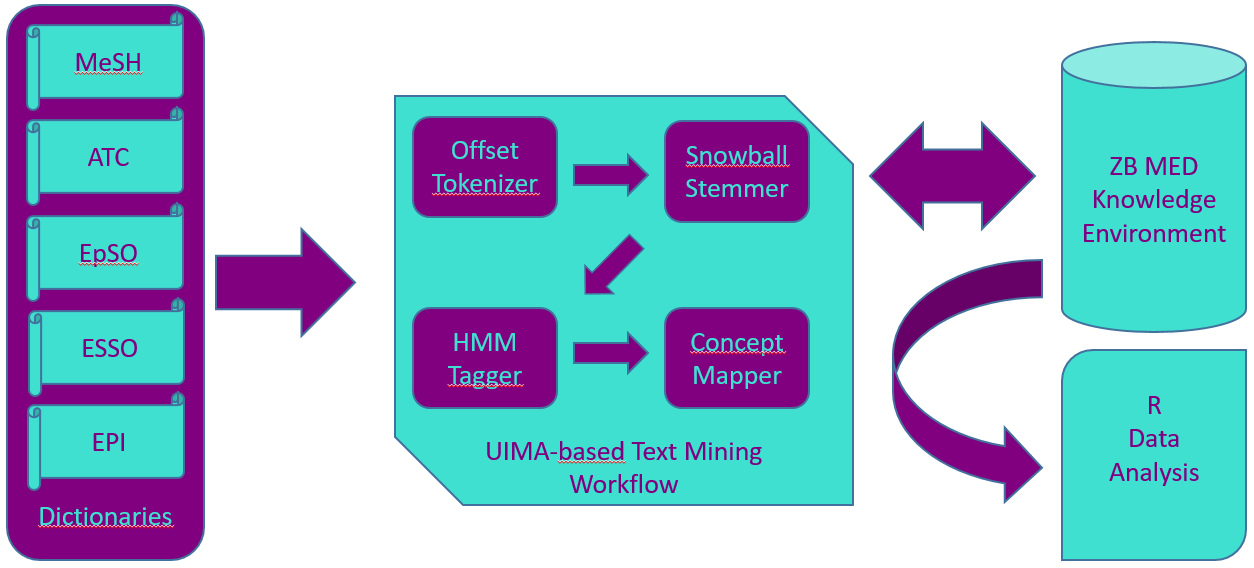 MeSH
ATC
EpSO
ESSO
EPI
Dictionaries
Offset
Tokenizer
Snowball
Stemmer
HMM
Tagger
Concept
Mapper
UIMA-based Text Mining
Workflow
ZB MED
Knowledge
Environment
R
Data
Analysis